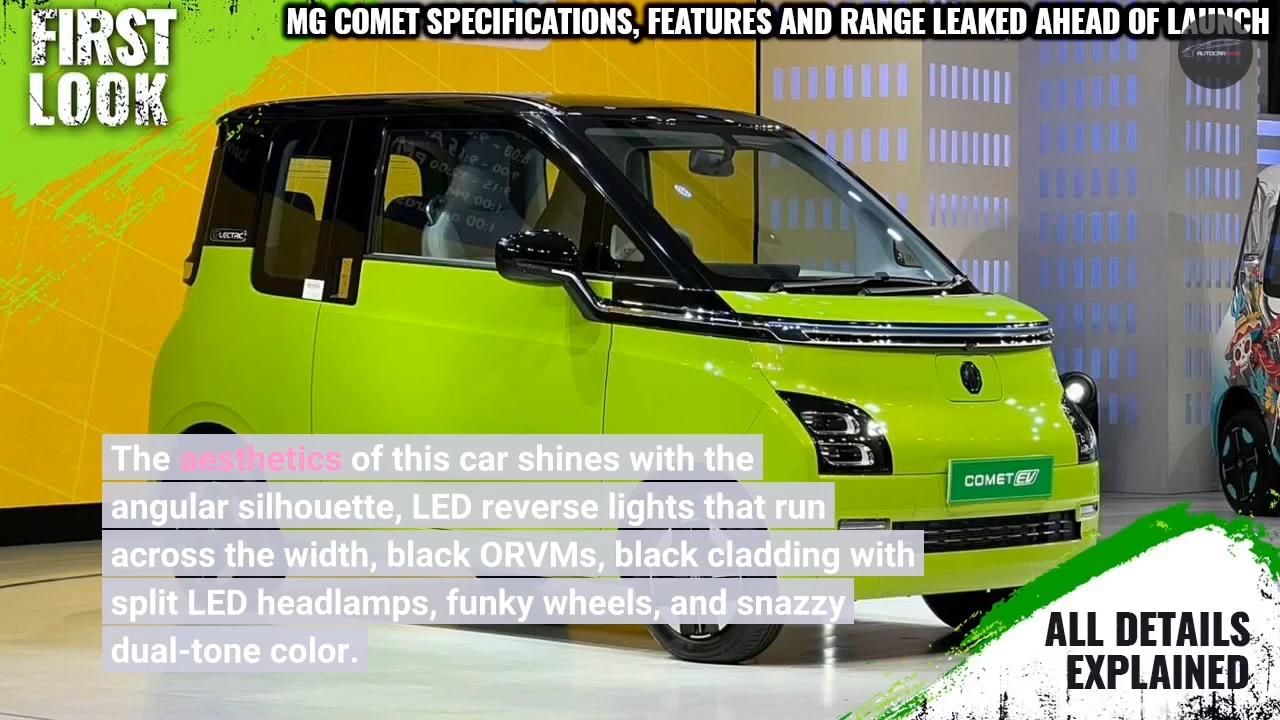 FIRST
LOOK
MG COMET SPECIFICATIONS, FEATURES AND RANGE LEAKED AHEAD OF LAUNCH
ELECTRIC
COMET EV
The aesthetics of this car shines with the
angular silhouette, LED reverse lights that run
across the width, black ORVMs, black cladding with
split LED headlamps, funky wheels, and snazzy
dual-tone color.
ALL DETAILS
EXPLAINED